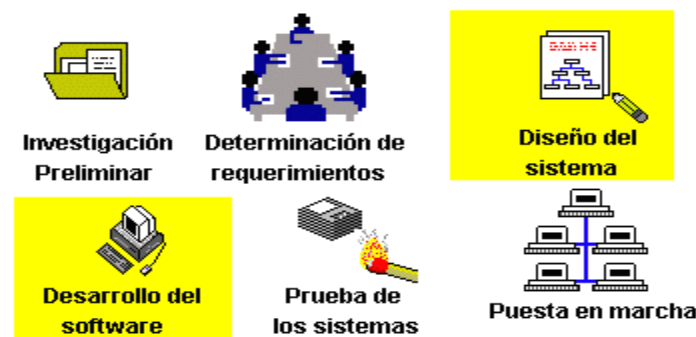 Investigación
Preliminar
Determinación de
requerimientos
Diseño del
sistema
Desarrollo del
software
Prueba de
los sistemas
Puesta en marcha